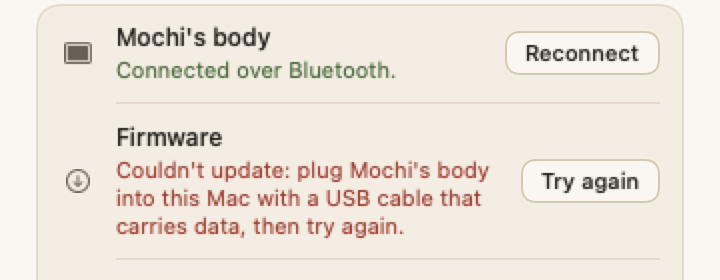 Mochi's body
Connected over Bluetooth.
Reconnect
Firmware
Couldn't update: plug Mochi's body
into this Mac with a USB cable that
carries data, then try again.
Try again